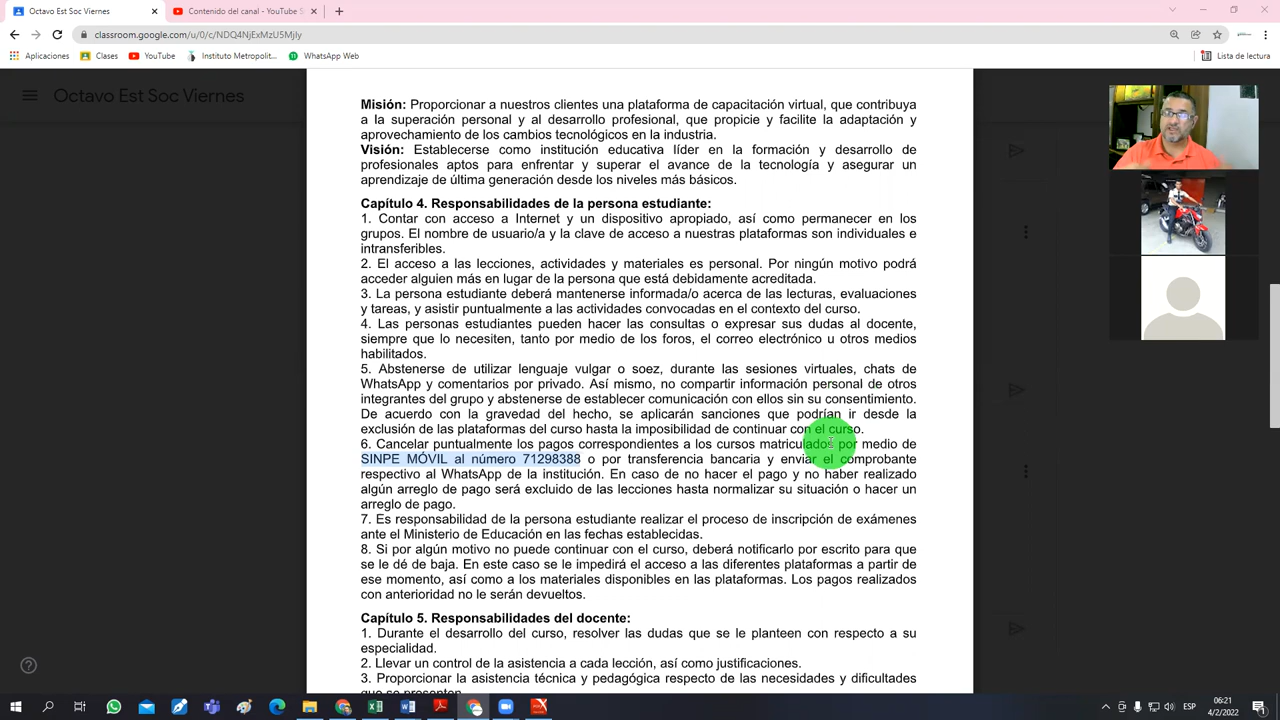 Octavo Est Soc Viernes
Contenido del canal - YouTube S
classroom.google.com/u/0/c/NDQ4NjExMzU5Mjly
Aplicaciones
Clases
YouTube
Instituto Metropolit...
WhatsApp Web
Lista de lectura
Octavo Est Soc Viernes
Misión: Proporcionar a nuestros clientes una plataforma de capacitación virtual, que contribuya
a la superación personal y al desarrollo profesional, que propicie y facilite la adaptación y
aprovechamiento de los cambios tecnológicos en la industria.
Visión: Establecerse como institución educativa líder en la formación y desarrollo de
profesionales aptos para enfrentar y superar el avance de la tecnología y asegurar un
aprendizaje de última generación desde los niveles más básicos.
Capítulo 4. Responsabilidades de la persona estudiante:
1. Contar con acceso a Internet y un dispositivo apropiado, así como permanecer en los
grupos. El nombre de usuario/a y la clave de acceso a nuestras plataformas son individuales e
intransferibles.
2. El acceso a las lecciones, actividades y materiales es personal. Por ningún motivo podrá
acceder alguien más en lugar de la persona que está debidamente acreditada.
3. La persona estudiante deberá mantenerse informada/o acerca de las lecturas, evaluaciones
y tareas, y asistir puntualmente a las actividades convocadas en el contexto del curso.
4. Las personas estudiantes pueden hacer las consultas o expresar sus dudas al docente,
siempre que lo necesiten, tanto por medio de los foros, el correo electrónico u otros medios
habilitados.
5. Abstenerse de utilizar lenguaje vulgar o soez, durante las sesiones virtuales, chats de
WhatsApp y comentarios por privado. Así mismo, no compartir información personal de otros
integrantes del grupo y abstenerse de establecer comunicación con ellos sin su consentimiento.
De acuerdo con la gravedad del hecho, se aplicarán sanciones que podrían ir desde la
exclusión de las plataformas del curso hasta la imposibilidad de continuar con el curso.
6. Cancelar puntualmente los pagos correspondientes a los cursos matriculados por medio de
SINPE MÓVIL al número 71298388 o por transferencia bancaria y enviar el comprobante
respectivo al WhatsApp de la institución. En caso de no hacer el pago y no haber realizado
algún arreglo de pago será excluido de las lecciones hasta normalizar su situación o hacer un
arreglo de pago.
7. Es responsabilidad de la persona estudiante realizar el proceso de inscripción de exámenes
ante el Ministerio de Educación en las fechas establecidas.
8. Si por algún motivo no puede continuar con el curso, deberá notificarlo por escrito para que
se le dé de baja. En este caso se le impedirá el acceso a las diferentes plataformas a partir de
ese momento, así como a los materiales disponibles en las plataformas. Los pagos realizados
con anterioridad no le serán devueltos.
Capítulo 5. Responsabilidades del docente:
1. Durante el desarrollo del curso, resolver las dudas que se le planteen con respecto a su
especialidad.
2. Llevar un control de la asistencia a cada lección, así como justificaciones.
3. Proporcionar la asistencia técnica y pedagógica respecto de las necesidades y dificultades
que se presenten.
ESP
06:21
4/2/2022